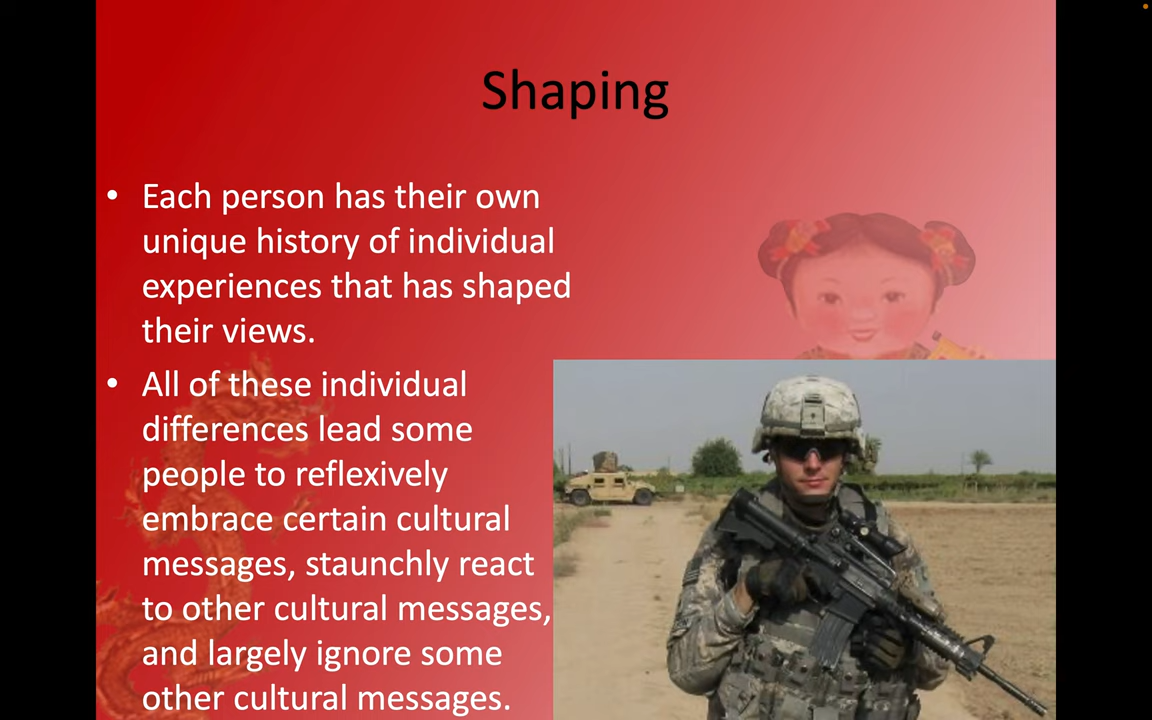 Shaping
• Each person has their own
unique history of individual
experiences that has shaped
their views.
• All of these individual
differences lead some
people to reflexively
embrace certain cultural
messages, staunchly react
to other cultural messages,
and largely ignore some
other cultural messages.